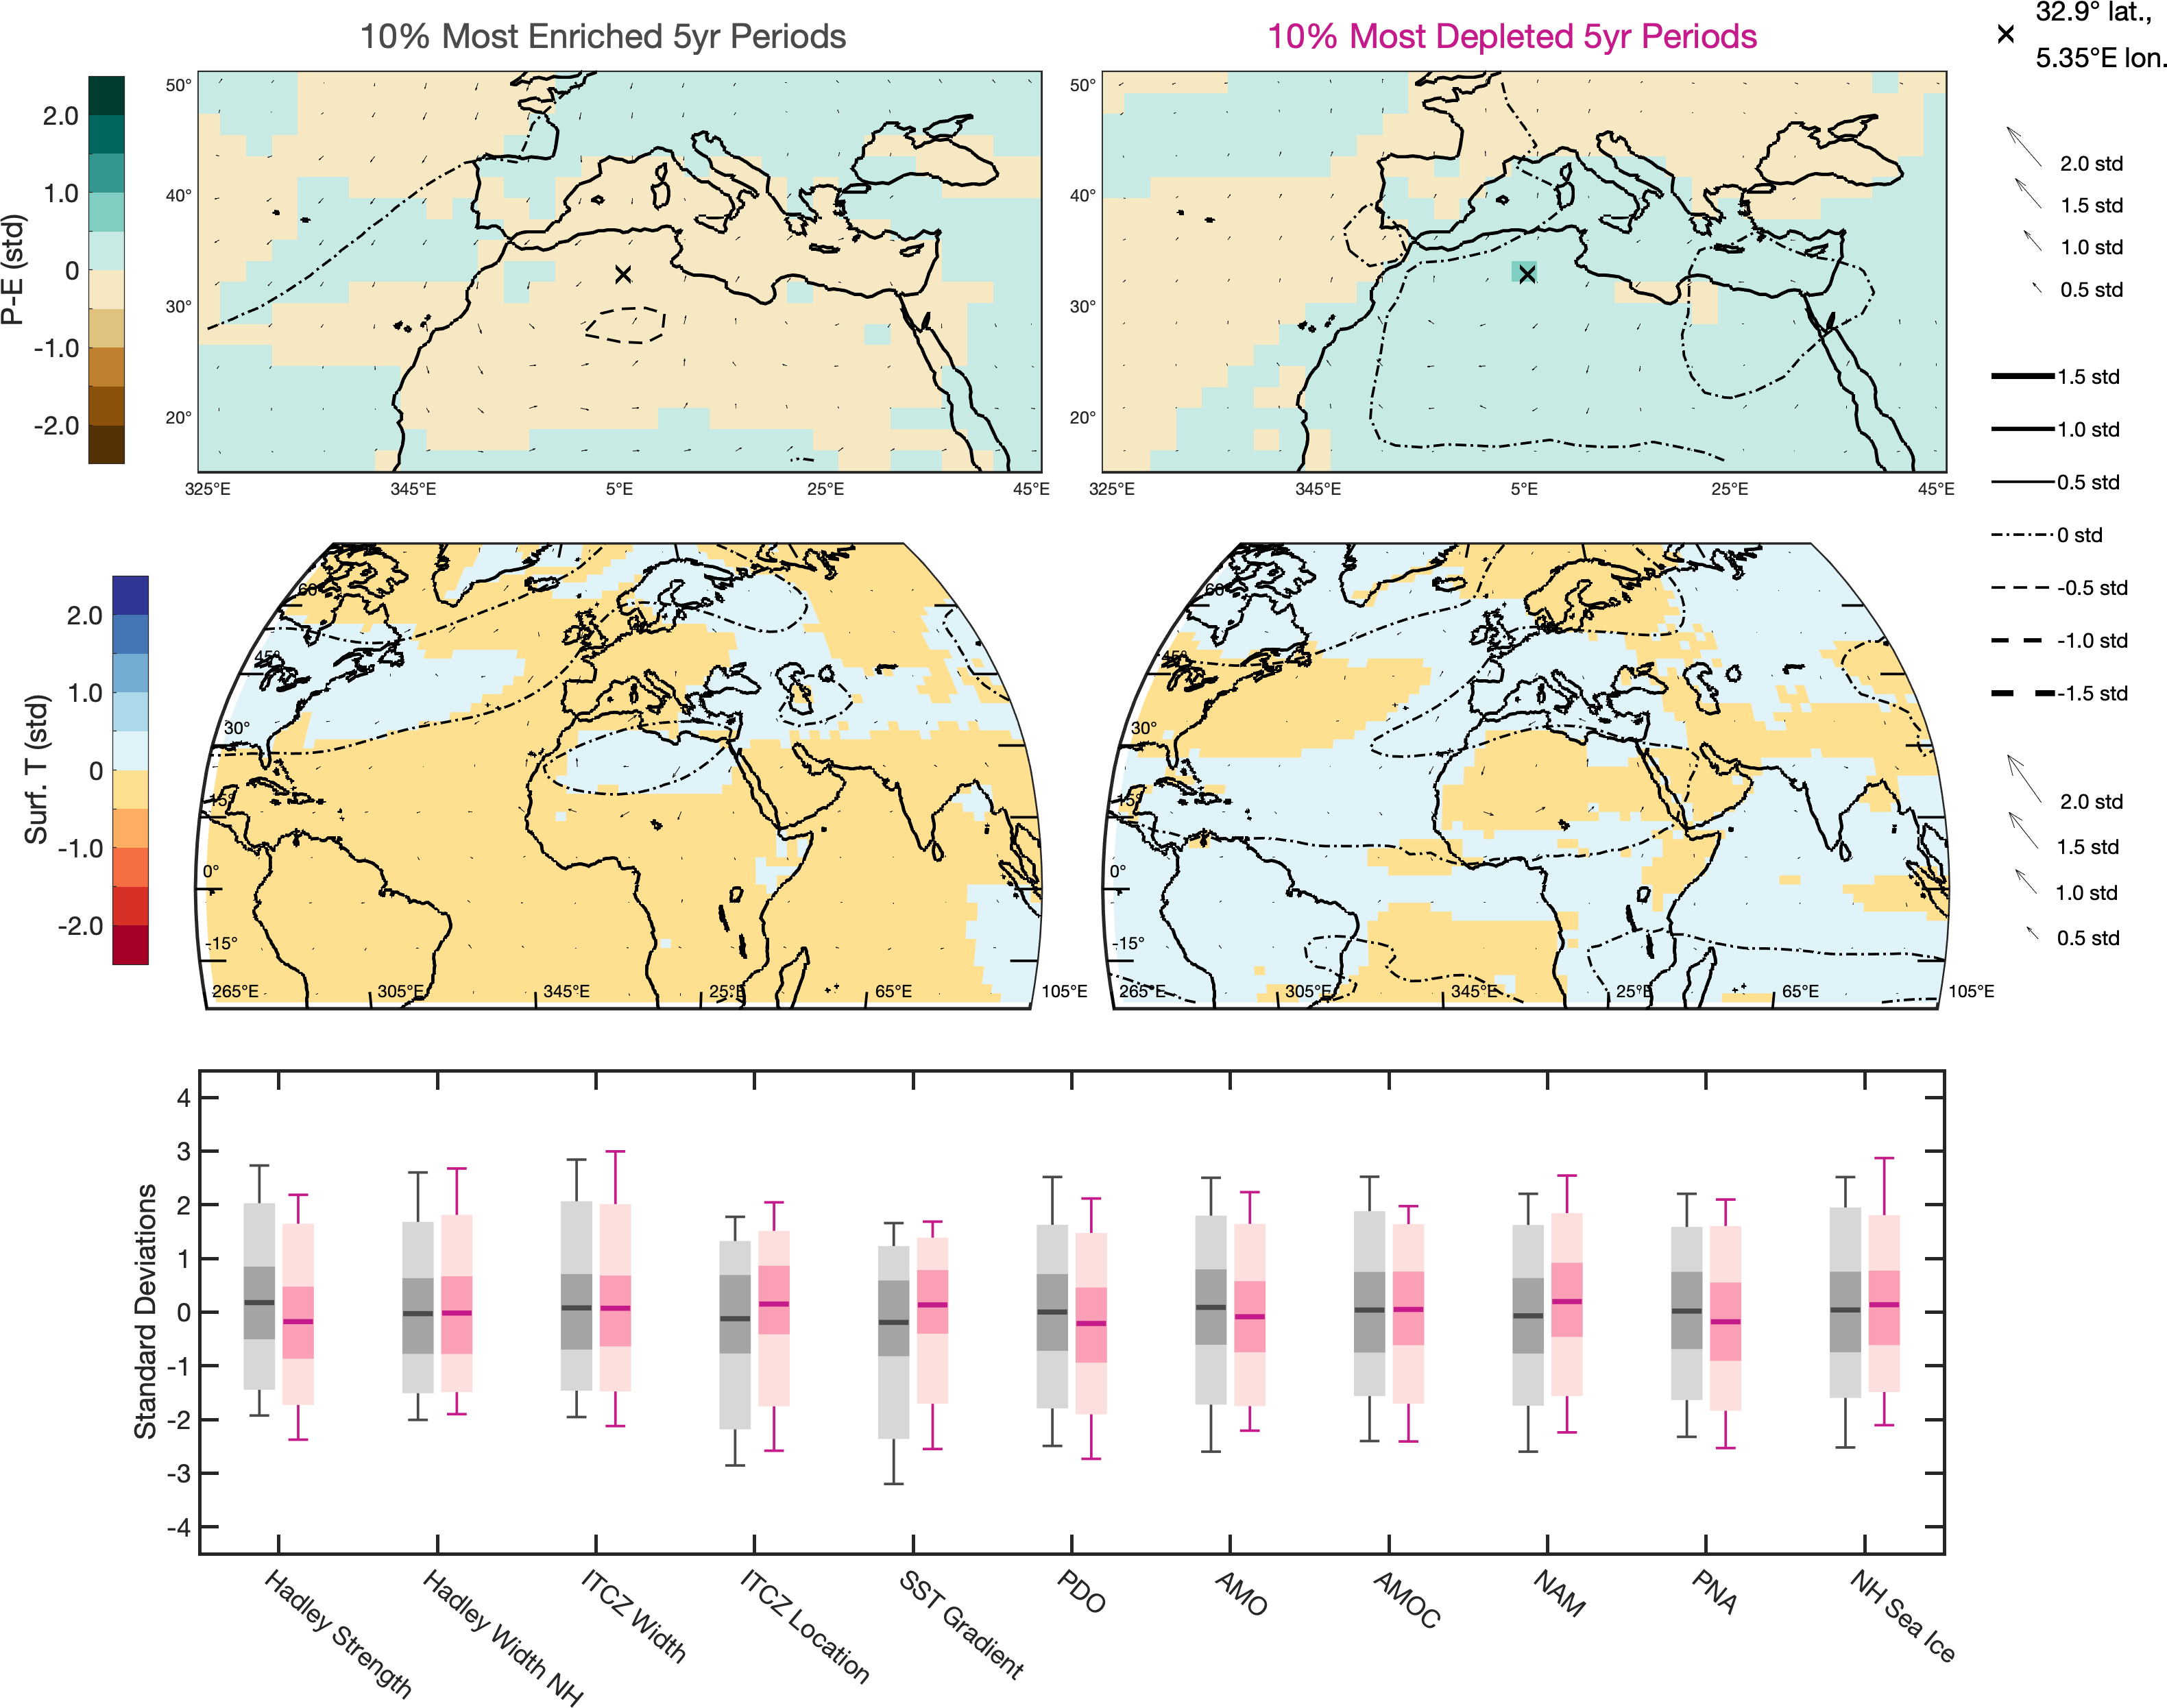 10% Most Enriched 5yr Periods
10% Most Depleted 5yr Periods
32.9° lat.,
5.35°E lon.
P-E (std)
2.0
1.0
0
-1.0
-2.0
50°
40°
30°
20°
325°E
345°E
5°E
25°E
45°E
50°
40°
30°
20°
325°E
345°E
5°E
25°E
45°E
2.0 std
1.5 std
1.0 std
0.5 std
1.5 std
1.0 std
0.5 std
0 std
-0.5 std
-1.0 std
-1.5 std
2.0 std
1.5 std
1.0 std
0.5 std
Surf. T (std)
2.0
1.0
0
-1.0
-2.0
60°
45°
30°
15°
0°
-15°
265°E
305°E
345°E
25°E
65°E
105°E
60°
45°
30°
15°
0°
-15°
265°E
305°E
345°E
25°E
65°E
105°E
Standard Deviations
4
3
2
1
0
-1
-2
-3
-4
Hadley Strength
Hadley Width NH
ITCZ Width
ITCZ Location
SST Gradient
PDO
AMO
AMOC
NAM
PNA
NH Sea Ice